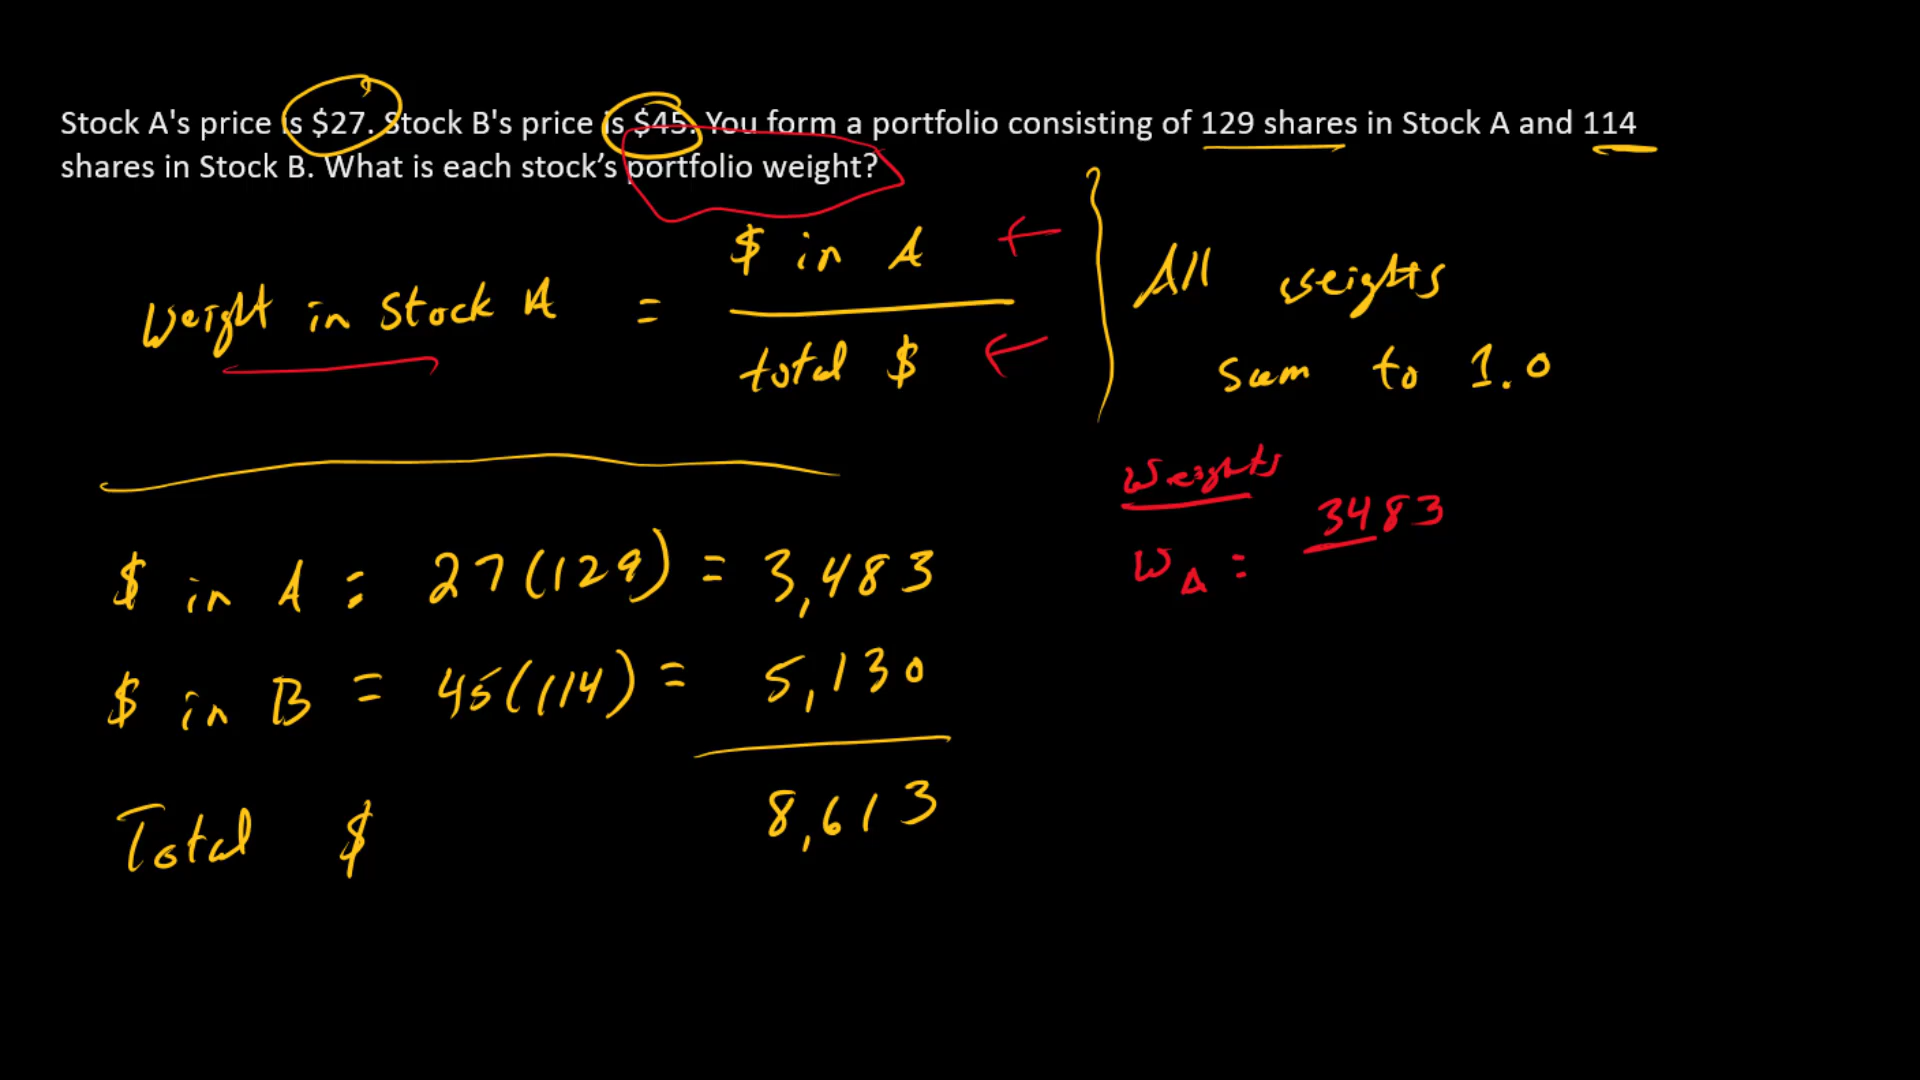 Stock A's price is $27. Stock B's price is $45. You form a portfolio consisting of 129 shares in Stock A and 114
shares in Stock B. What is each stock’s portfolio weight?
Weight in Stock A = $ in A / total $
All weights
sum to 1.0
$ in A = 27(129) = 3,483
$ in B = 45(114) = 5,130
Total $ 8,613
Weights
W_A = 3483